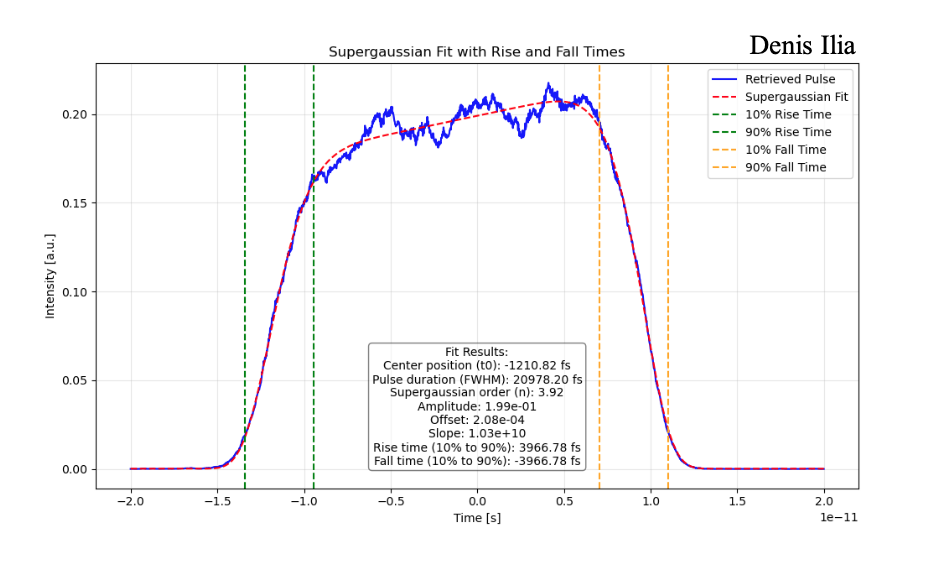 Denis Ilia
Supergaussian Fit with Rise and Fall Times
Retrieved Pulse
Supergaussian Fit
10% Rise Time
90% Rise Time
10% Fall Time
90% Fall Time
Intensity [a.u.]
0.20
0.15
0.10
0.05
0.00
Fit Results:
Center position (t0): -1210.82 fs
Pulse duration (FWHM): 20978.20 fs
Supergaussian order (n): 3.92
Amplitude: 1.99e-01
Offset: 2.08e-04
Slope: 1.03e+10
Rise time (10% to 90%): 3966.78 fs
Fall time (10% to 90%): -3966.78 fs
−2.0 −1.5 −1.0 −0.5 0.0 0.5 1.0 1.5 2.0
Time [s]
1e−11